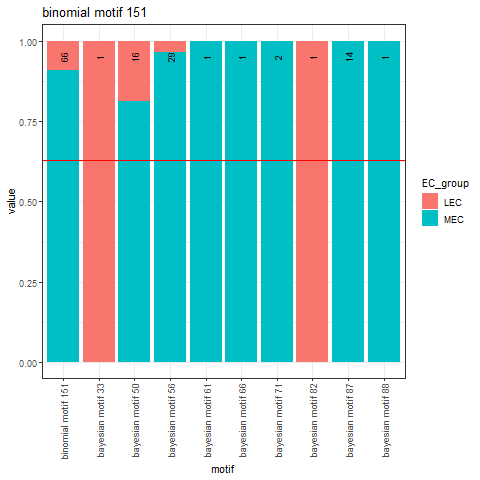 binomial motif 151
1.00
0.75
0.50
0.25
0.00
value
66
1
16
29
1
1
2
1
14
1
binomial motif 151
bayesian motif 33
bayesian motif 50
bayesian motif 56
bayesian motif 61
bayesian motif 66
bayesian motif 71
bayesian motif 82
bayesian motif 87
bayesian motif 88
motif
EC_group
LEC
MEC